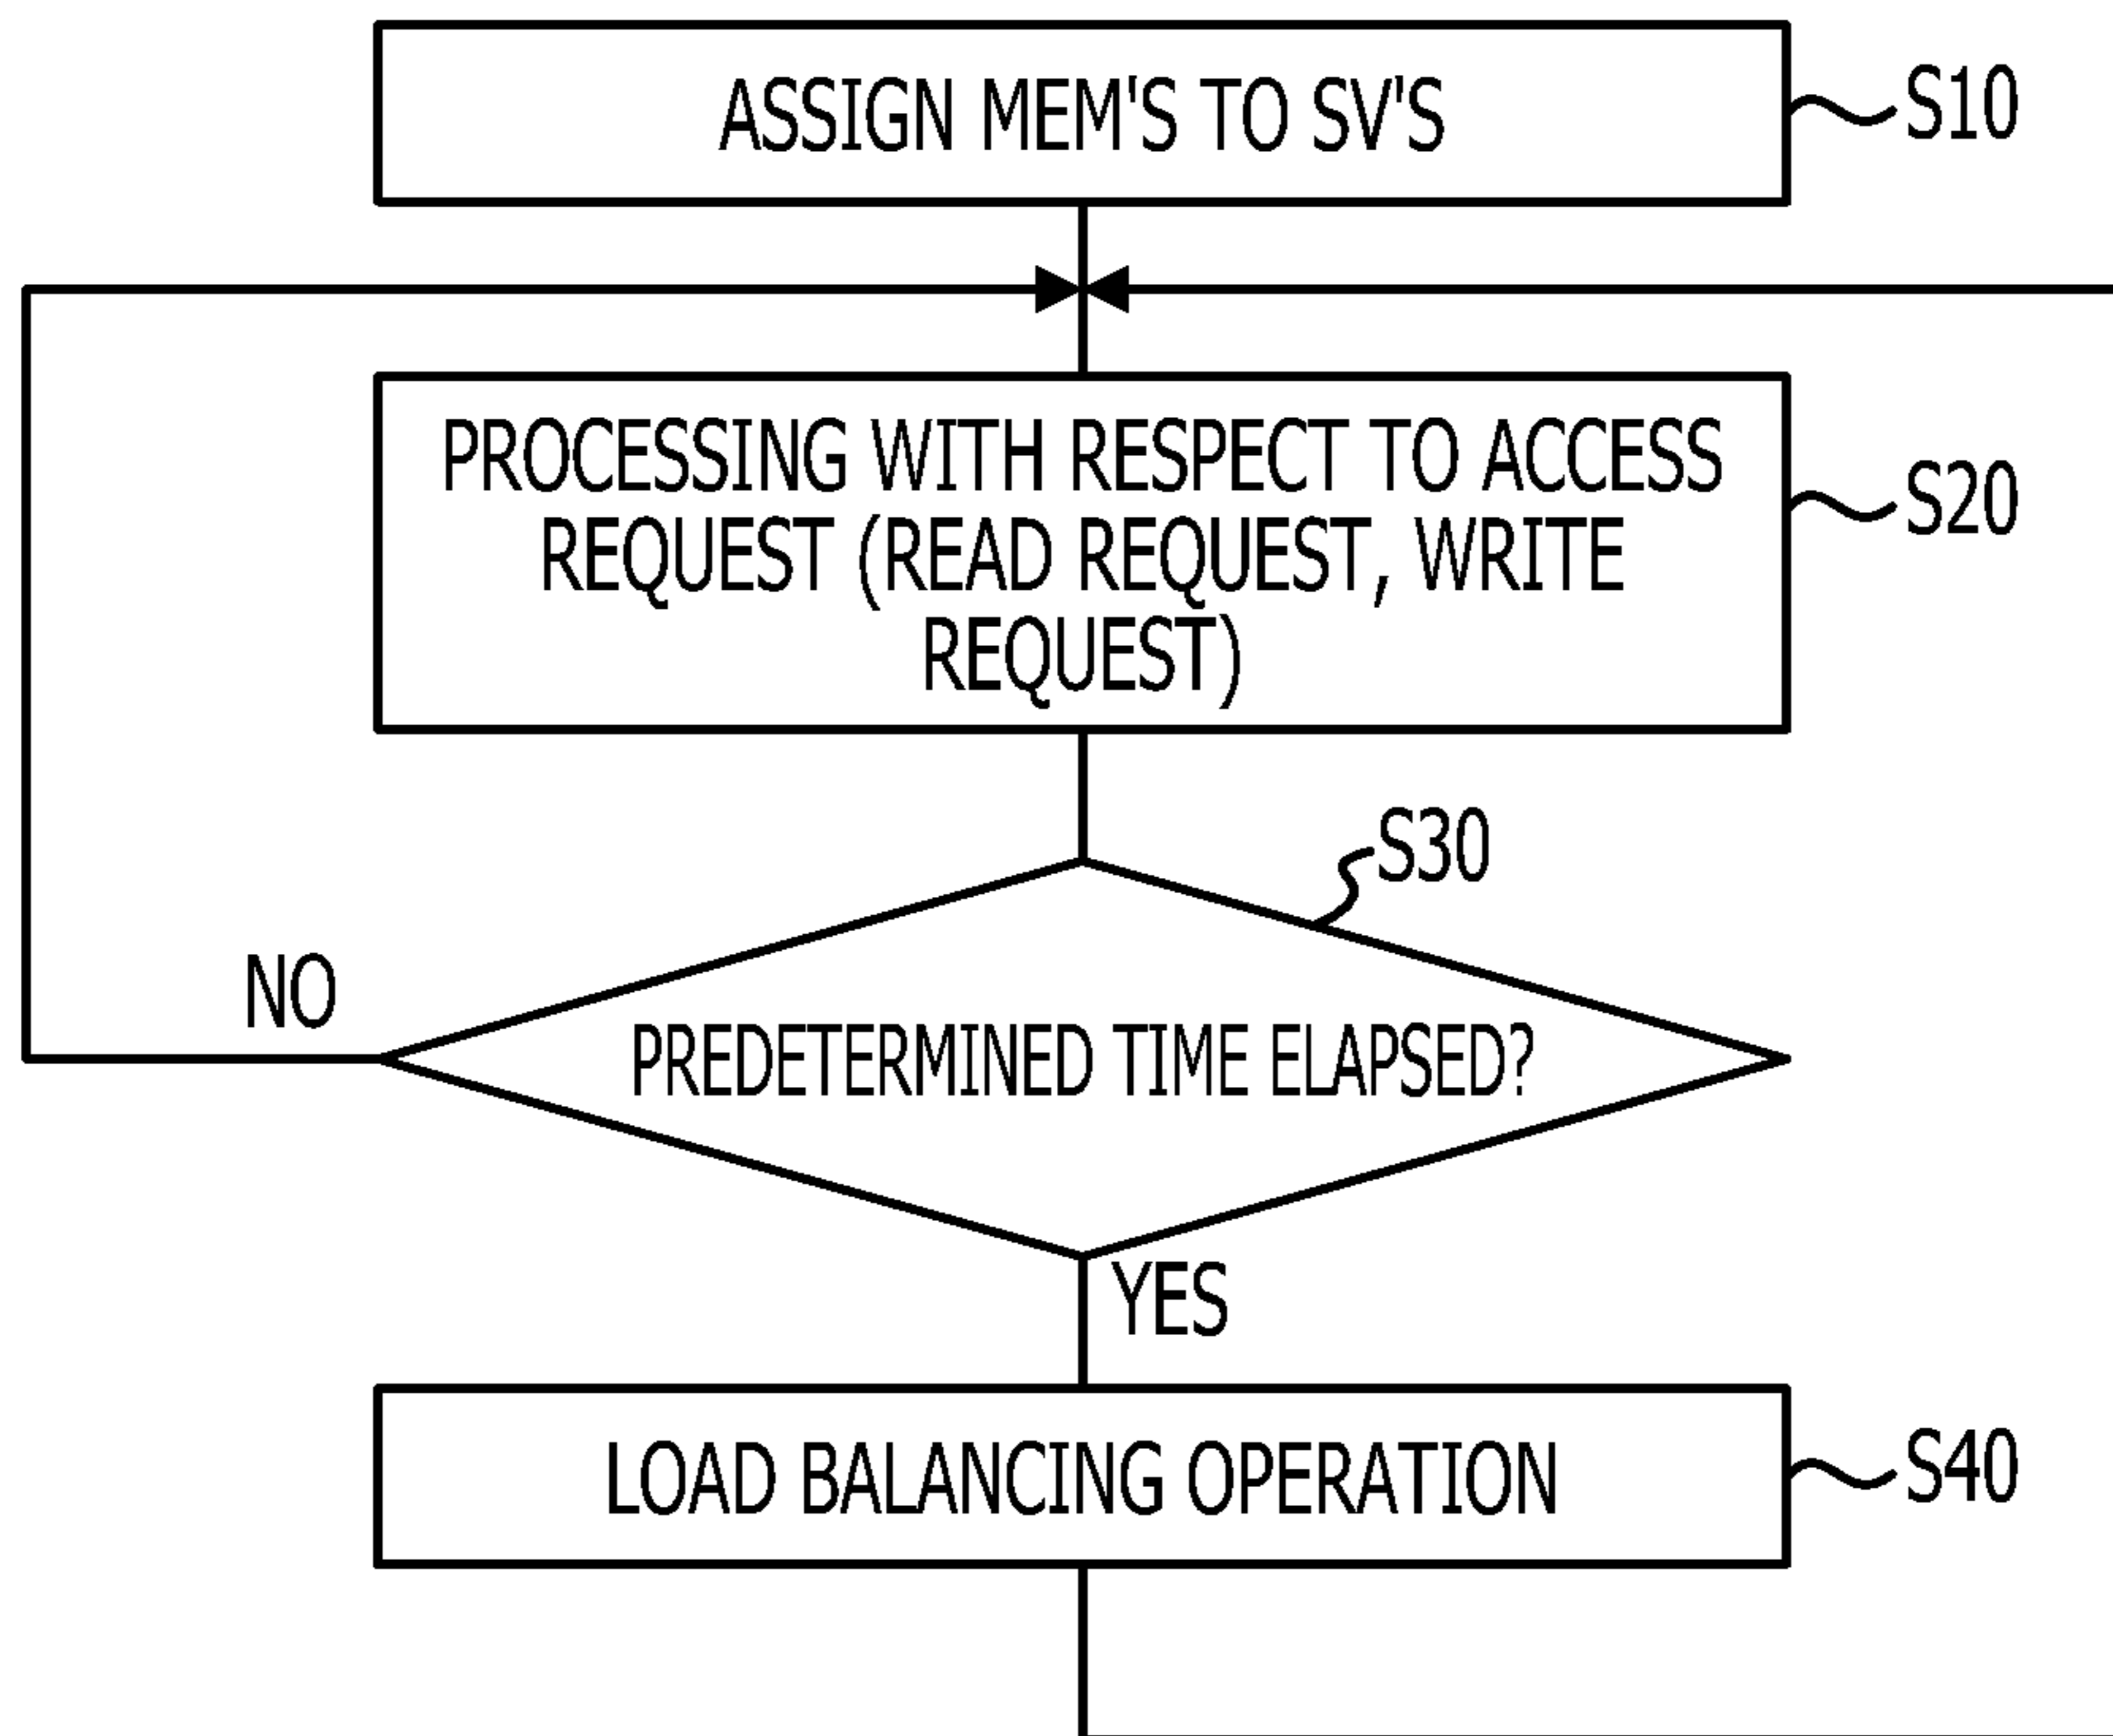 ASSIGN MEM'S TO SV'S
S10
PROCESSING WITH RESPECT TO ACCESS
REQUEST (READ REQUEST, WRITE
REQUEST)
S20
S30
NO
PREDETERMINED TIME ELAPSED?
YES
LOAD BALANCING OPERATION
S40